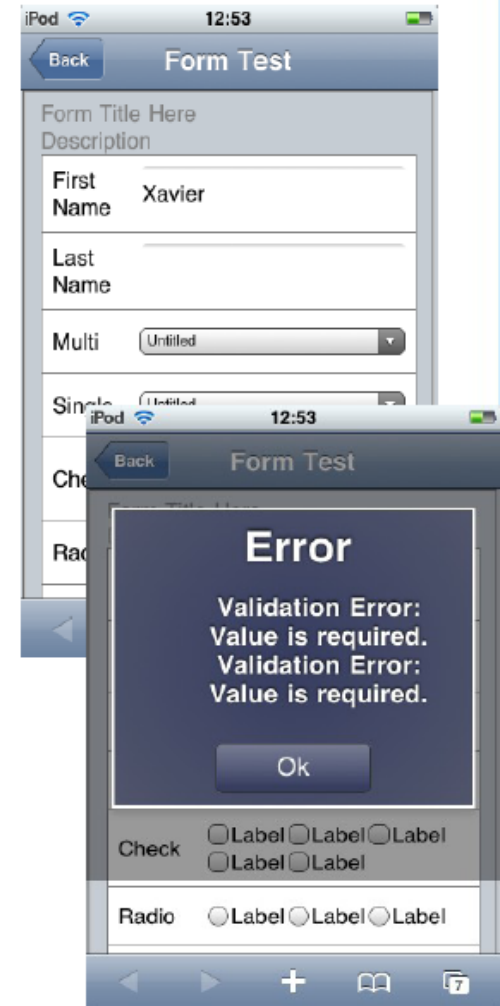 iPod 12:53
Back Form Test
Form Title Here
Description
First
Name Xavier
Last
Name
Multi Untitled
iPod 12:53
Back Form Test
Error
Validation Error:
Value is required.
Validation Error:
Value is required.
Ok
Check Label Label Label
Label Label
Radio Label Label Label
7